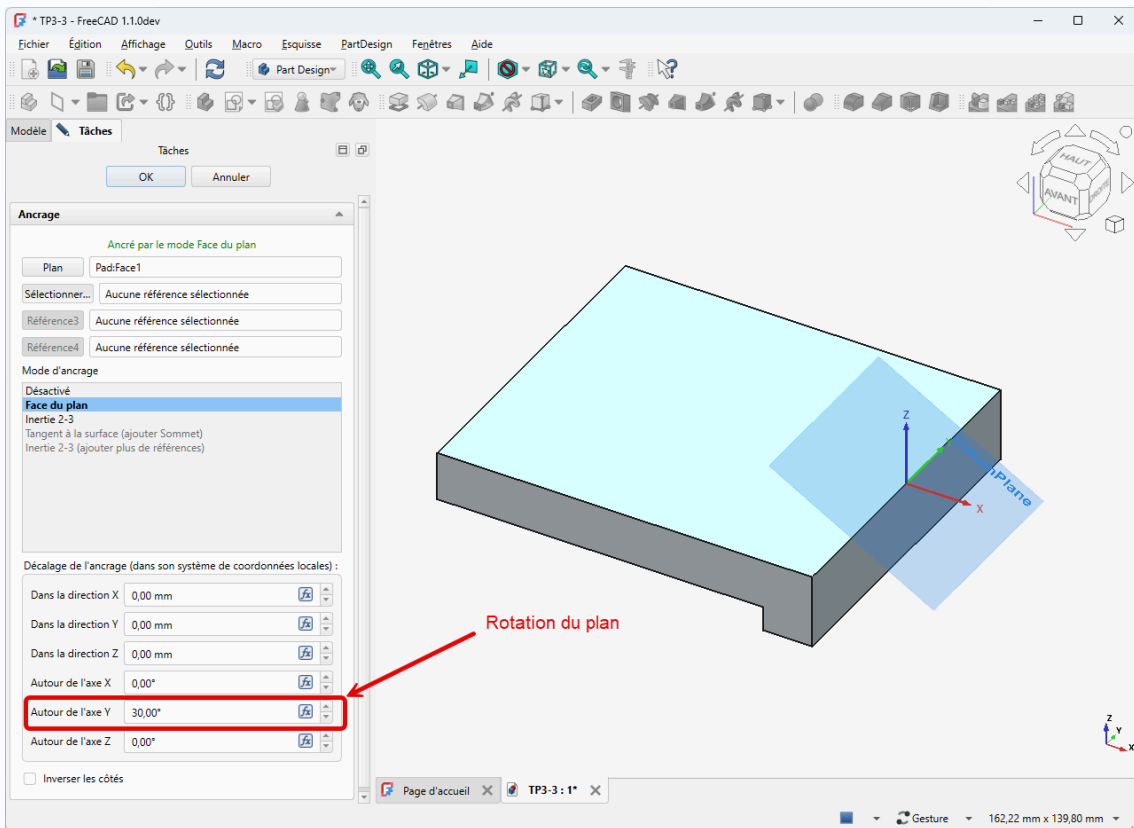 * TP3-3 - FreeCAD 1.1.0dev
Fichier Édition Affichage Outils Macro Esquisse PartDesign Fenêtres Aide
Part Design
Modèle Tâches
Tâches
OK Annuler
Ancrage
Ancré par le mode Face du plan
Plan Pad:Face1
Sélectionner... Aucune référence sélectionnée
Référence3 Aucune référence sélectionnée
Référence4 Aucune référence sélectionnée
Mode d'ancrage
Désactivé
Face du plan
Inertie 2-3
Tangent à la surface (ajouter Sommet)
Inertie 2-3 (ajouter plus de références)
Décalage de l'ancrage (dans son système de coordonnées locales) :
Dans la direction X 0,00 mm
Dans la direction Y 0,00 mm
Dans la direction Z 0,00 mm
Autour de l'axe X 0,00°
Autour de l'axe Y 30,00°
Autour de l'axe Z 0,00°
Inverser les côtés
HAUT
AVANT
DROITE
Z
X
Rotation du plan
Z
Y
X
Page d'accueil TP3-3 : 1*
Gesture 162,22 mm x 139,80 mm